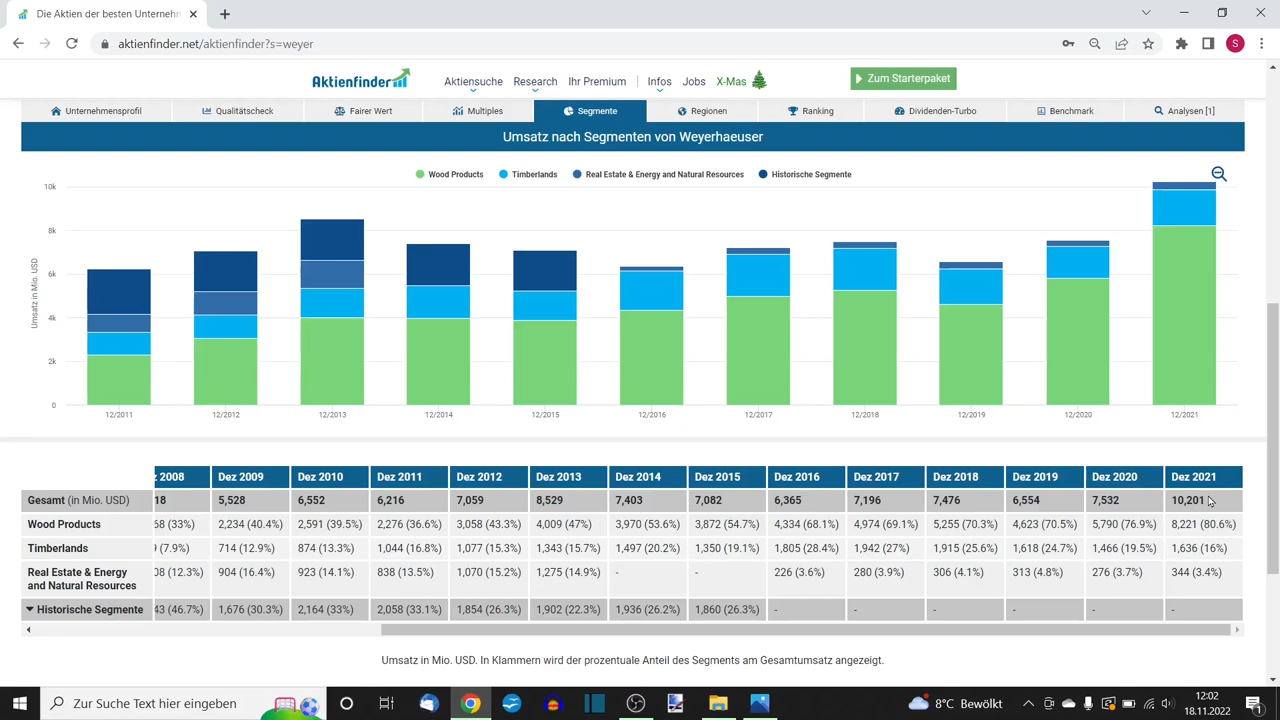 Die Aktien der besten Unternehm
aktienfinder.net/aktienfinder?s=weyer
S
Aktienfinder
Aktiensuche Research Ihr Premium Infos Jobs X-Mas
Zum Starterpaket
Unternehmensprofil Qualitätscheck Fairer Wert Multiples Segmente Regionen Ranking Dividenden-Turbo Benchmark Analysen [1]
Umsatz nach Segmenten von Weyerhaeuser
Wood Products Timberlands Real Estate & Energy and Natural Resources Historische Segmente
Umsatz in Mio. USD
10k
8k
6k
4k
2k
0
12/2011 12/2012 12/2013 12/2014 12/2015 12/2016 12/2017 12/2018 12/2019 12/2020 12/2021
2008 Dez 2009 Dez 2010 Dez 2011 Dez 2012 Dez 2013 Dez 2014 Dez 2015 Dez 2016 Dez 2017 Dez 2018 Dez 2019 Dez 2020 Dez 2021
Gesamt (in Mio. USD) 18 5,528 6,552 6,216 7,059 8,529 7,403 7,082 6,365 7,196 7,476 6,554 7,532 10,201
Wood Products 68 (33%) 2,234 (40.4%) 2,591 (39.5%) 2,276 (36.6%) 3,058 (43.3%) 4,009 (47%) 3,970 (53.6%) 3,872 (54.7%) 4,334 (68.1%) 4,974 (69.1%) 5,255 (70.3%) 4,623 (70.5%) 5,790 (76.9%) 8,221 (80.6%)
Timberlands (7.9%) 714 (12.9%) 874 (13.3%) 1,044 (16.8%) 1,077 (15.3%) 1,343 (15.7%) 1,497 (20.2%) 1,350 (19.1%) 1,805 (28.4%) 1,942 (27%) 1,915 (25.6%) 1,618 (24.7%) 1,466 (19.5%) 1,636 (16%)
Real Estate & Energy 08 (12.3%) 904 (16.4%) 923 (14.1%) 838 (13.5%) 1,070 (15.2%) 1,275 (14.9%) - - 226 (3.6%) 280 (3.9%) 306 (4.1%) 313 (4.8%) 276 (3.7%) 344 (3.4%)
and Natural Resources
Historische Segmente 43 (46.7%) 1,676 (30.3%) 2,164 (33%) 2,058 (33.1%) 1,854 (26.3%) 1,902 (22.3%) 1,936 (26.2%) 1,860 (26.3%) - - - - - -
Umsatz in Mio. USD. In Klammern wird der prozentuale Anteil des Segments am Gesamtumsatz angezeigt.
Zur Suche Text hier eingeben
8°C Bewölkt
12:02
18.11.2022
1